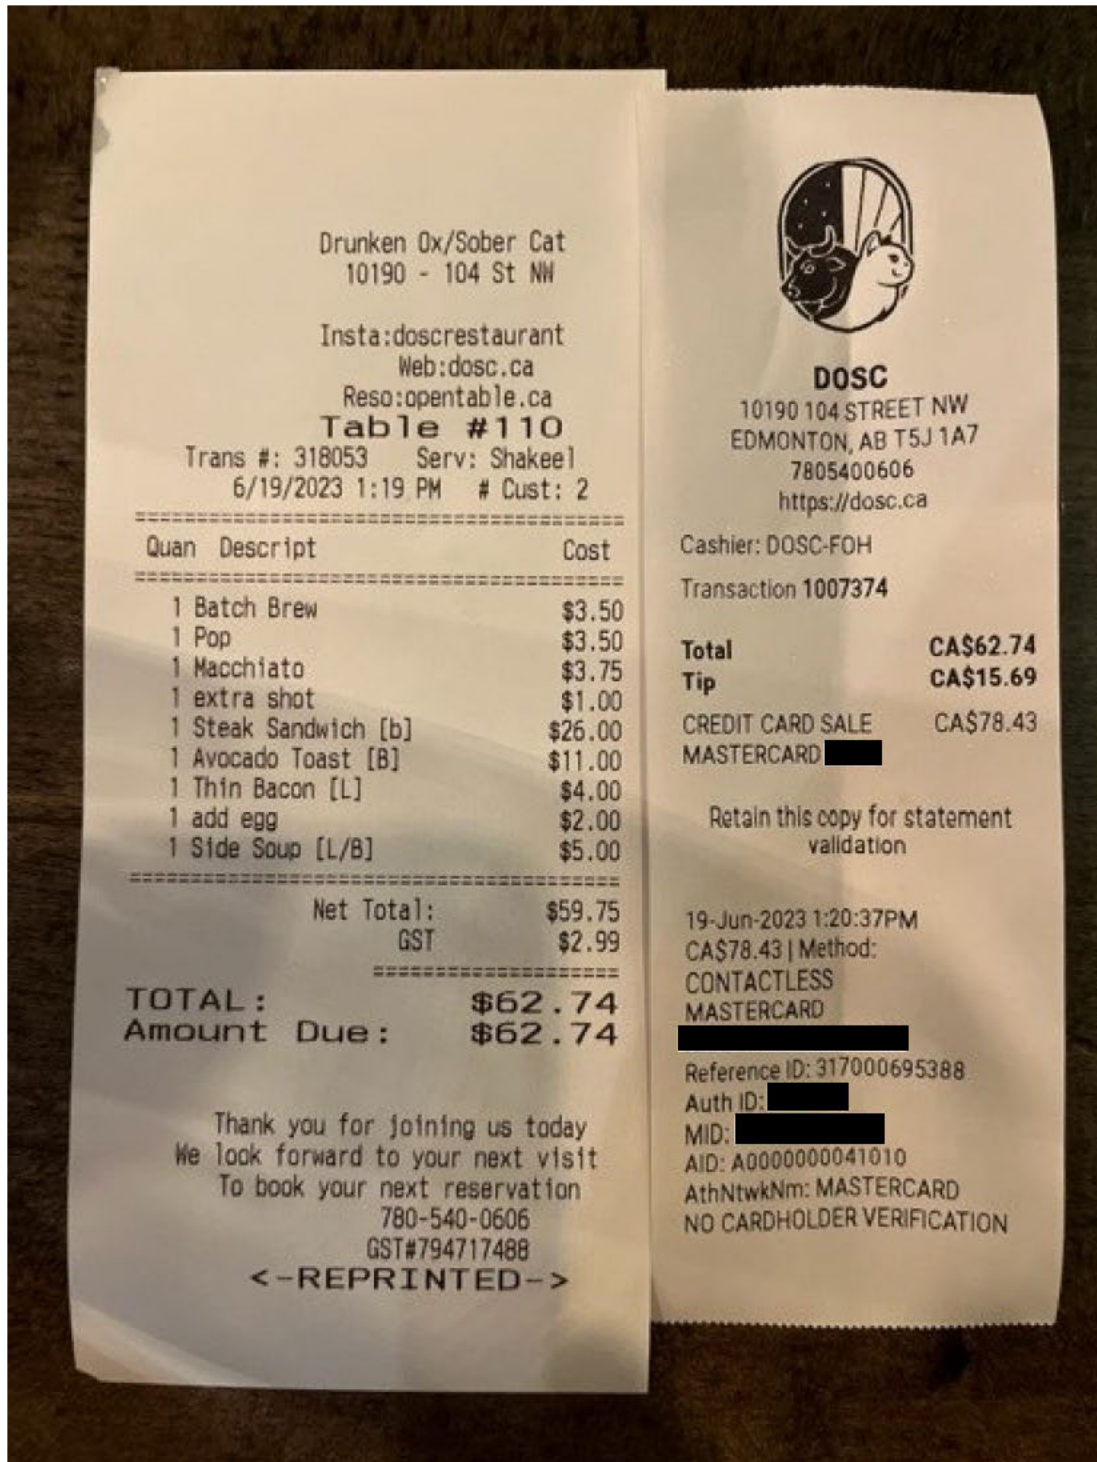 Drunken Ox/Sober Cat
10190 - 104 St NW
Insta:doscrestaurant
Web:dosc.ca
Reso:opentable.ca
Table #110
Trans #: 318053 Serv: Shakeel
6/19/2023 1:19 PM # Cust: 2
========================================
Quan Descript Cost
========================================
1 Batch Brew $3.50
1 Pop $3.50
1 Macchiato $3.75
1 extra shot $1.00
1 Steak Sandwich [b] $26.00
1 Avocado Toast [B] $11.00
1 Thin Bacon [L] $4.00
1 add egg $2.00
1 Side Soup [L/B] $5.00
========================================
Net Total: $59.75
GST $2.99
====================
TOTAL: $62.74
Amount Due: $62.74
Thank you for joining us today
We look forward to your next visit
To book your next reservation
780-540-0606
GST#794717488
<-REPRINTED->
DOSC
10190 104 STREET NW
EDMONTON, AB T5J 1A7
7805400606
https://dosc.ca
Cashier: DOSC-FOH
Transaction 1007374
Total CA$62.74
Tip CA$15.69
CREDIT CARD SALE CA$78.43
MASTERCARD
Retain this copy for statement
validation
19-Jun-2023 1:20:37PM
CA$78.43 | Method:
CONTACTLESS
MASTERCARD
Reference ID: 317000695388
Auth ID:
MID:
AID: A0000000041010
AthNtwkNm: MASTERCARD
NO CARDHOLDER VERIFICATION